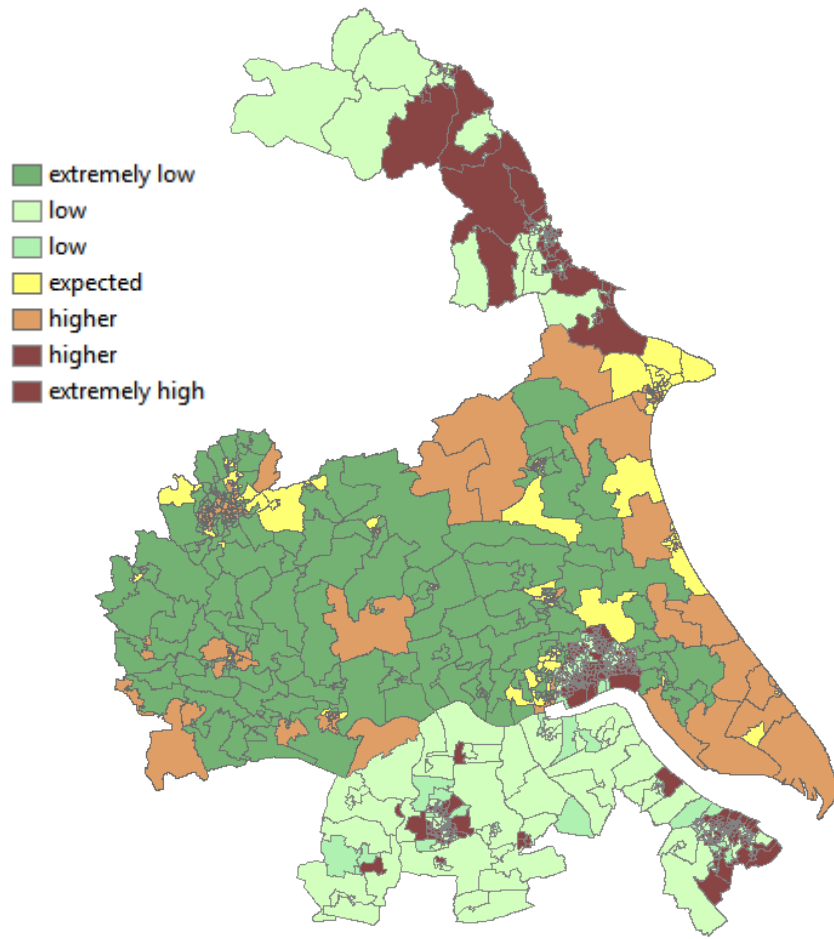 extremely low
low
low
expected
higher
higher
extremely high